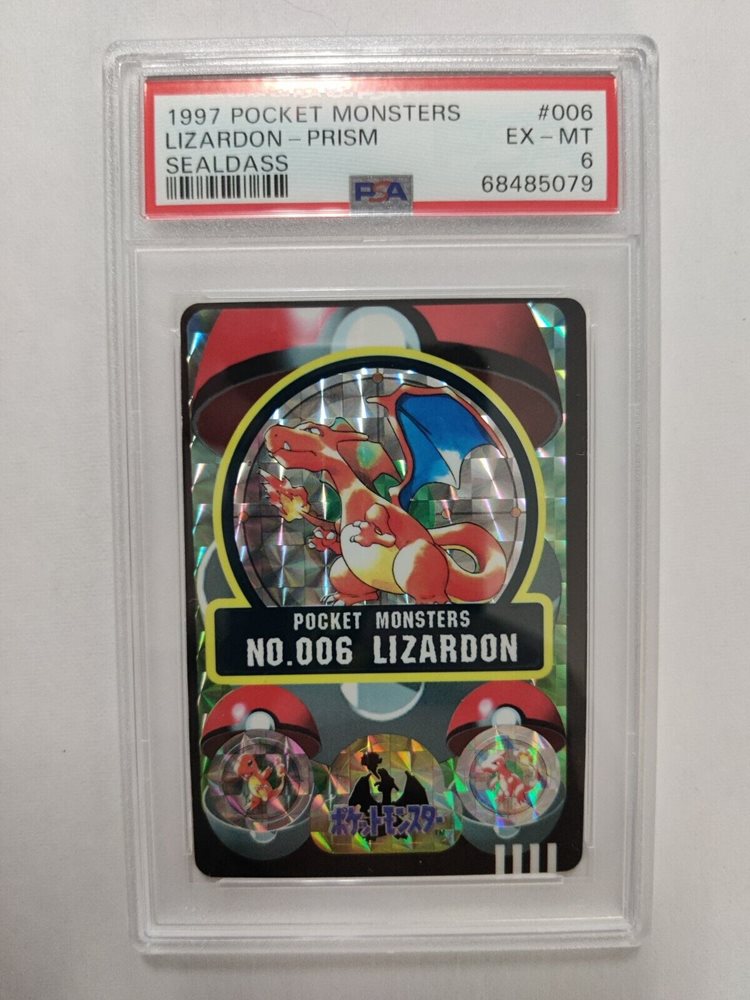 1997 POCKET MONSTERS #006
LIZARDON - PRISM EX - MT
SEALDASS 6
PSA 68485079
POCKET MONSTERS
NO.006 LIZARDON
ポケットモンスター TM